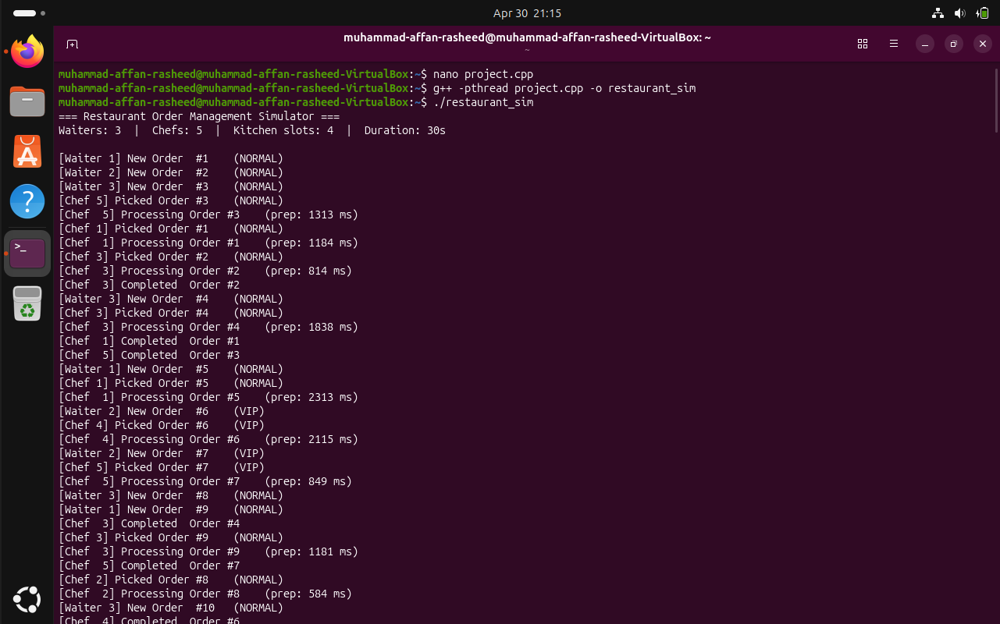 Apr 30 21:15
muhammad-affan-rasheed@muhammad-affan-rasheed-VirtualBox: ~
~
muhammad-affan-rasheed@muhammad-affan-rasheed-VirtualBox:~$ nano project.cpp
muhammad-affan-rasheed@muhammad-affan-rasheed-VirtualBox:~$ g++ -pthread project.cpp -o restaurant_sim
muhammad-affan-rasheed@muhammad-affan-rasheed-VirtualBox:~$ ./restaurant_sim
=== Restaurant Order Management Simulator ===
Waiters: 3  |  Chefs: 5  |  Kitchen slots: 4  |  Duration: 30s
[Waiter 1] New Order  #1    (NORMAL)
[Waiter 2] New Order  #2    (NORMAL)
[Waiter 3] New Order  #3    (NORMAL)
[Chef 5] Picked Order #3    (NORMAL)
[Chef  5] Processing Order #3    (prep: 1313 ms)
[Chef 1] Picked Order #1    (NORMAL)
[Chef  1] Processing Order #1    (prep: 1184 ms)
[Chef 3] Picked Order #2    (NORMAL)
[Chef  3] Processing Order #2    (prep: 814 ms)
[Chef  3] Completed  Order #2
[Waiter 3] New Order  #4    (NORMAL)
[Chef 3] Picked Order #4    (NORMAL)
[Chef  3] Processing Order #4    (prep: 1838 ms)
[Chef  1] Completed  Order #1
[Chef  5] Completed  Order #3
[Waiter 1] New Order  #5    (NORMAL)
[Chef 1] Picked Order #5    (NORMAL)
[Chef  1] Processing Order #5    (prep: 2313 ms)
[Waiter 2] New Order  #6    (VIP)
[Chef 4] Picked Order #6    (VIP)
[Chef  4] Processing Order #6    (prep: 2115 ms)
[Waiter 2] New Order  #7    (VIP)
[Chef 5] Picked Order #7    (VIP)
[Chef  5] Processing Order #7    (prep: 849 ms)
[Waiter 3] New Order  #8    (NORMAL)
[Waiter 1] New Order  #9    (NORMAL)
[Chef  3] Completed  Order #4
[Chef 3] Picked Order #9    (NORMAL)
[Chef  3] Processing Order #9    (prep: 1181 ms)
[Chef  5] Completed  Order #7
[Chef 2] Picked Order #8    (NORMAL)
[Chef  2] Processing Order #8    (prep: 584 ms)
[Waiter 3] New Order  #10   (NORMAL)
[Chef  4] Completed  Order #6